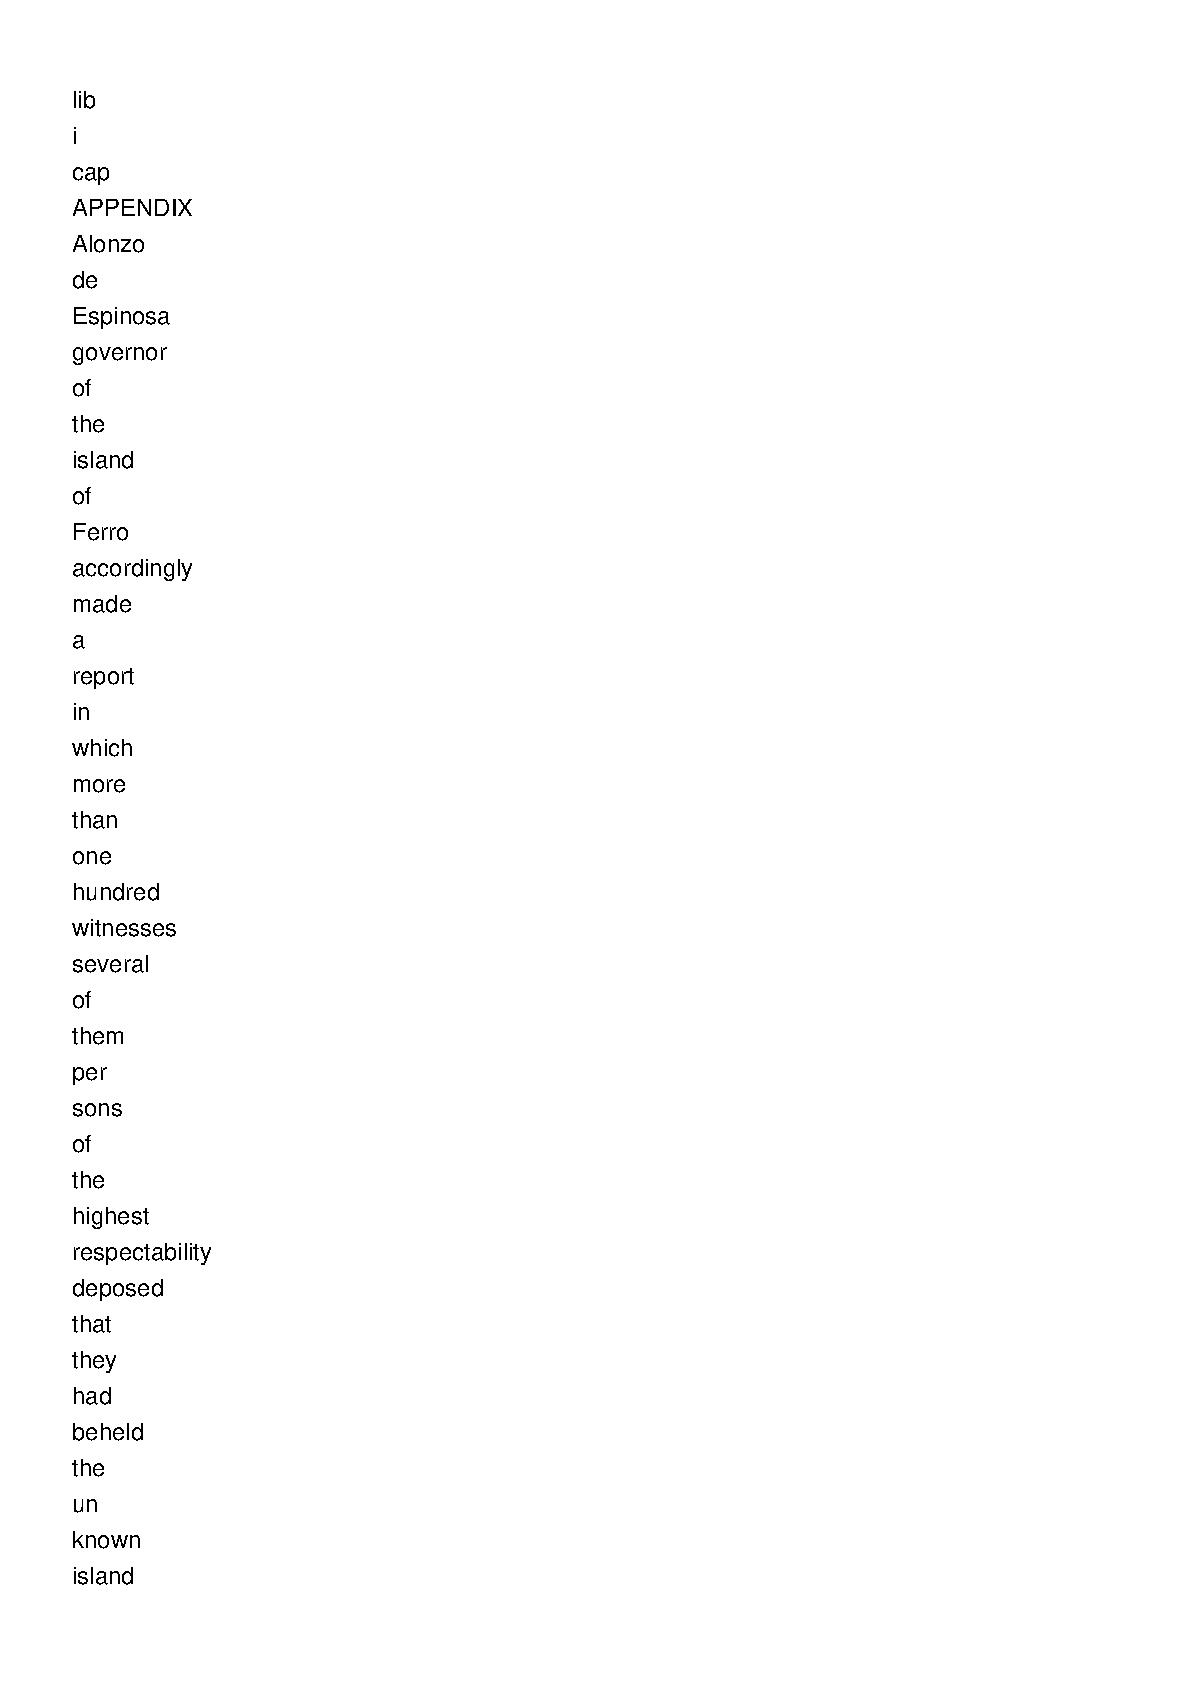 lib
i
cap
APPENDIX
Alonzo
de
Espinosa
governor
of
the
island
of
Ferro
accordingly
made
a
report
in
which
more
than
one
hundred
witnesses
several
of
them
per
sons
of
the
highest
respectability
deposed
that
they
had
beheld
the
un
known
island